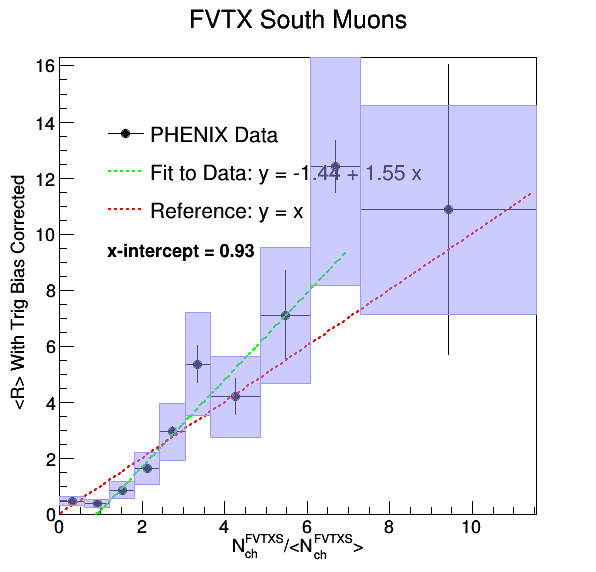 FVTX South Muons
16
14
12
10
8
6
4
2
0
<R> With Trig Bias Corrected
PHENIX Data
Fit to Data: y = -1.44 + 1.55 x
Reference: y = x
x-intercept = 0.93
0 2 4 6 8 10
N_ch^FVTXS/<N_ch^FVTXS>